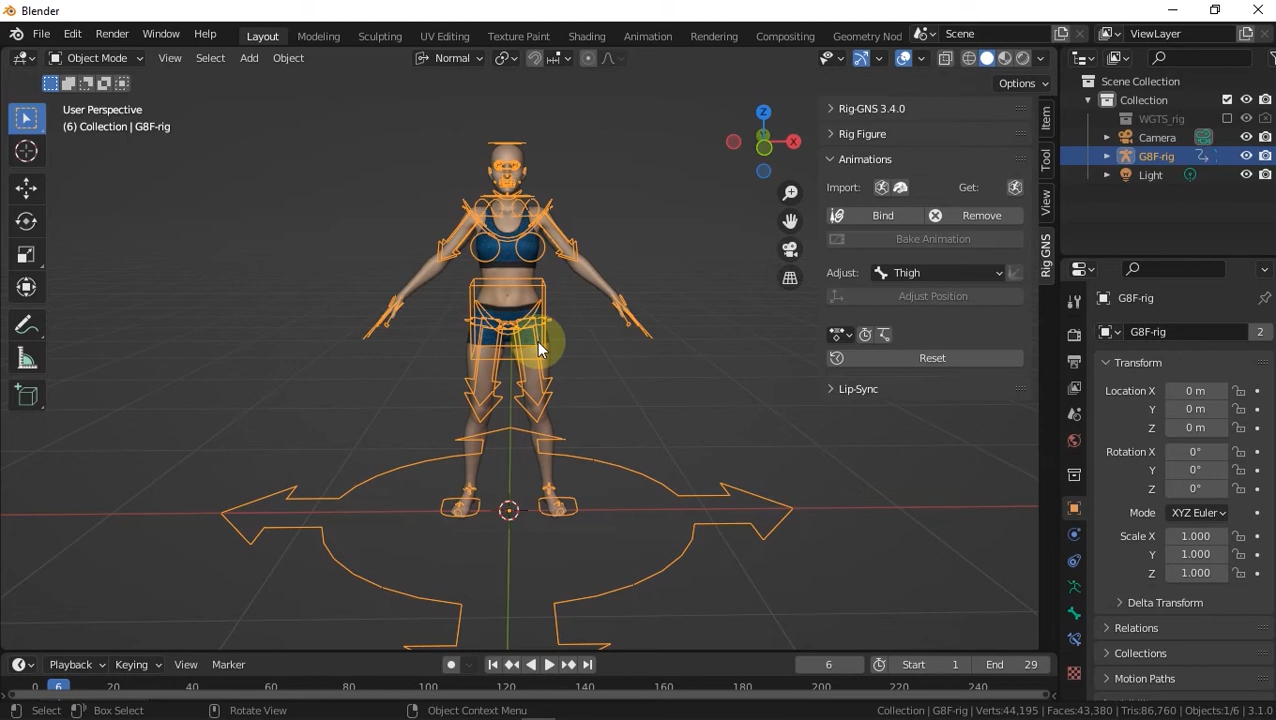 Blender
File Edit Render Window Help Layout Modeling Sculpting UV Editing Texture Paint Shading Animation Rendering Compositing Geometry Nod Scene ViewLayer
Object Mode View Select Add Object Normal
Options
User Perspective
(6) Collection | G8F-rig
Z
Y
X
Rig-GNS 3.4.0
Rig Figure
Animations
Import: Get:
Bind Remove
Bake Animation
Adjust: Thigh
Adjust Position
Reset
Lip-Sync
Item
Tool
View
Rig GNS
Scene Collection
Collection
WGTS_rig
Camera
G8F-rig
Light
G8F-rig
G8F-rig 2
Transform
Location X 0 m
Y 0 m
Z 0 m
Rotation X 0°
Y 0°
Z 0°
Mode XYZ Euler
Scale X 1.000
Y 1.000
Z 1.000
Delta Transform
Relations
Collections
Motion Paths
Playback Keying View Marker 6 Start 1 End 29
0 6 20 40 60 80 100 120 140 160 180 200 220 240
Select Box Select Rotate View Object Context Menu Collection | G8F-rig | Verts:44,195 | Faces:43,380 | Tris:86,760 | Objects:1/6 | 3.1.0